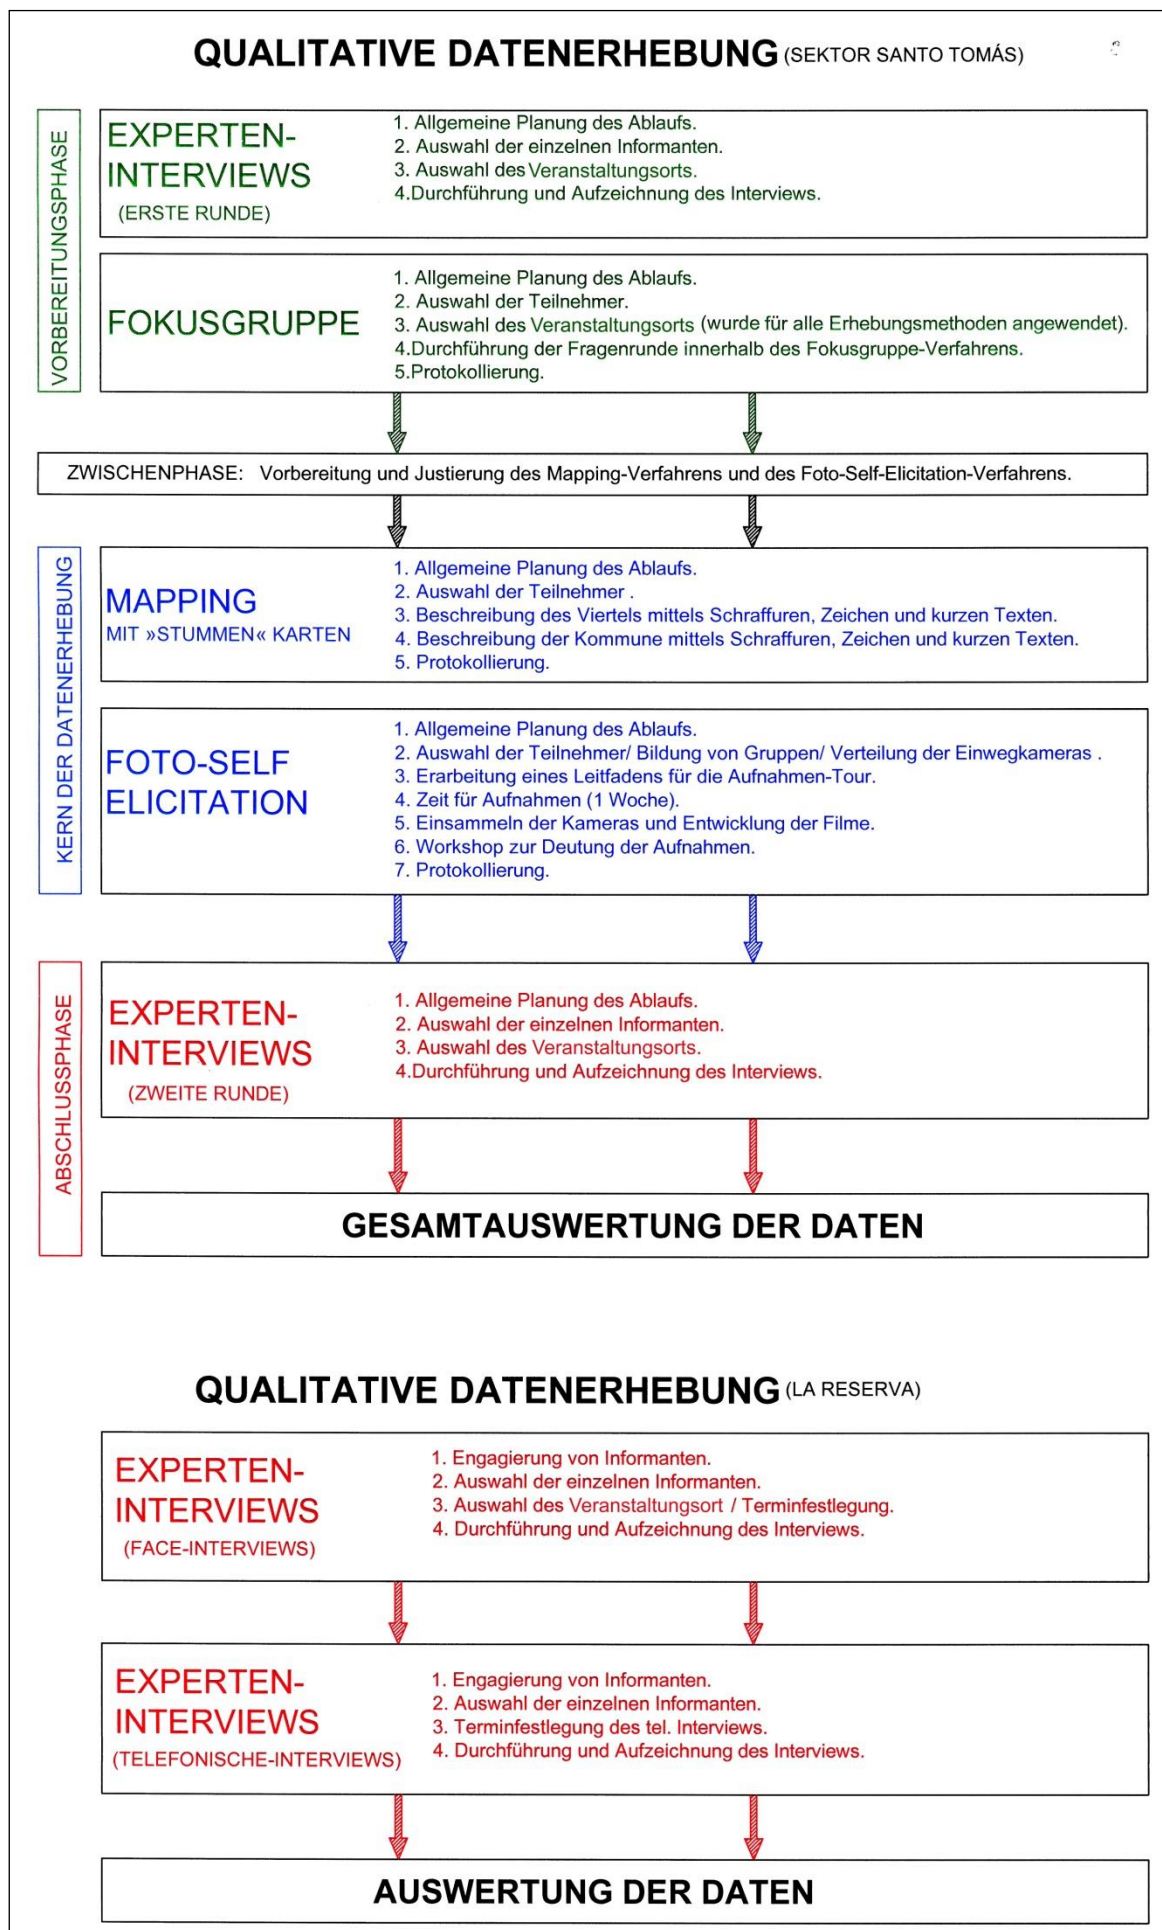 QUALITATIVE DATENERHEBUNG (SEKTOR SANTO TOMÁS)
VORBEREITUNGSPHASE
EXPERTEN-
INTERVIEWS
(ERSTE RUNDE)
1. Allgemeine Planung des Ablaufs.
2. Auswahl der einzelnen Informanten.
3. Auswahl des Veranstaltungsorts.
4.Durchführung und Aufzeichnung des Interviews.
FOKUSGRUPPE
1. Allgemeine Planung des Ablaufs.
2. Auswahl der Teilnehmer.
3. Auswahl des Veranstaltungsorts (wurde für alle Erhebungsmethoden angewendet).
4.Durchführung der Fragenrunde innerhalb des Fokusgruppe-Verfahrens.
5.Protokollierung.
ZWISCHENPHASE: Vorbereitung und Justierung des Mapping-Verfahrens und des Foto-Self-Elicitation-Verfahrens.
KERN DER DATENERHEBUNG
MAPPING
MIT »STUMMEN« KARTEN
1. Allgemeine Planung des Ablaufs.
2. Auswahl der Teilnehmer .
3. Beschreibung des Viertels mittels Schraffuren, Zeichen und kurzen Texten.
4. Beschreibung der Kommune mittels Schraffuren, Zeichen und kurzen Texten.
5. Protokollierung.
FOTO-SELF
ELICITATION
1. Allgemeine Planung des Ablaufs.
2. Auswahl der Teilnehmer/ Bildung von Gruppen/ Verteilung der Einwegkameras .
3. Erarbeitung eines Leitfadens für die Aufnahmen-Tour.
4. Zeit für Aufnahmen (1 Woche).
5. Einsammeln der Kameras und Entwicklung der Filme.
6. Workshop zur Deutung der Aufnahmen.
7. Protokollierung.
ABSCHLUSSPHASE
EXPERTEN-
INTERVIEWS
(ZWEITE RUNDE)
1. Allgemeine Planung des Ablaufs.
2. Auswahl der einzelnen Informanten.
3. Auswahl des Veranstaltungsorts.
4.Durchführung und Aufzeichnung des Interviews.
GESAMTAUSWERTUNG DER DATEN
QUALITATIVE DATENERHEBUNG (LA RESERVA)
EXPERTEN-
INTERVIEWS
(FACE-INTERVIEWS)
1. Engagierung von Informanten.
2. Auswahl der einzelnen Informanten.
3. Auswahl des Veranstaltungsort / Terminfestlegung.
4. Durchführung und Aufzeichnung des Interviews.
EXPERTEN-
INTERVIEWS
(TELEFONISCHE-INTERVIEWS)
1. Engagierung von Informanten.
2. Auswahl der einzelnen Informanten.
3. Terminfestlegung des tel. Interviews.
4. Durchführung und Aufzeichnung des Interviews.
AUSWERTUNG DER DATEN